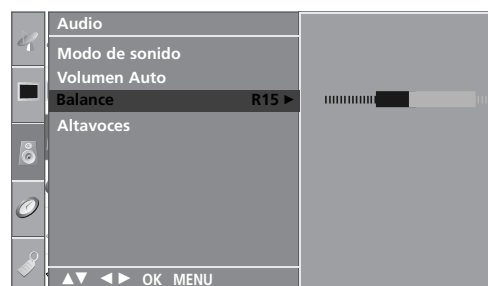 Audio
Modo de sonido
Volumen Auto
Balance R15 ►
Altavoces
▲▼ ◄► OK MENU